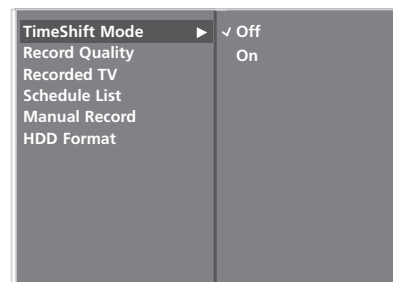 TimeShift Mode ▶ ✓ Off
Record Quality On
Recorded TV
Schedule List
Manual Record
HDD Format